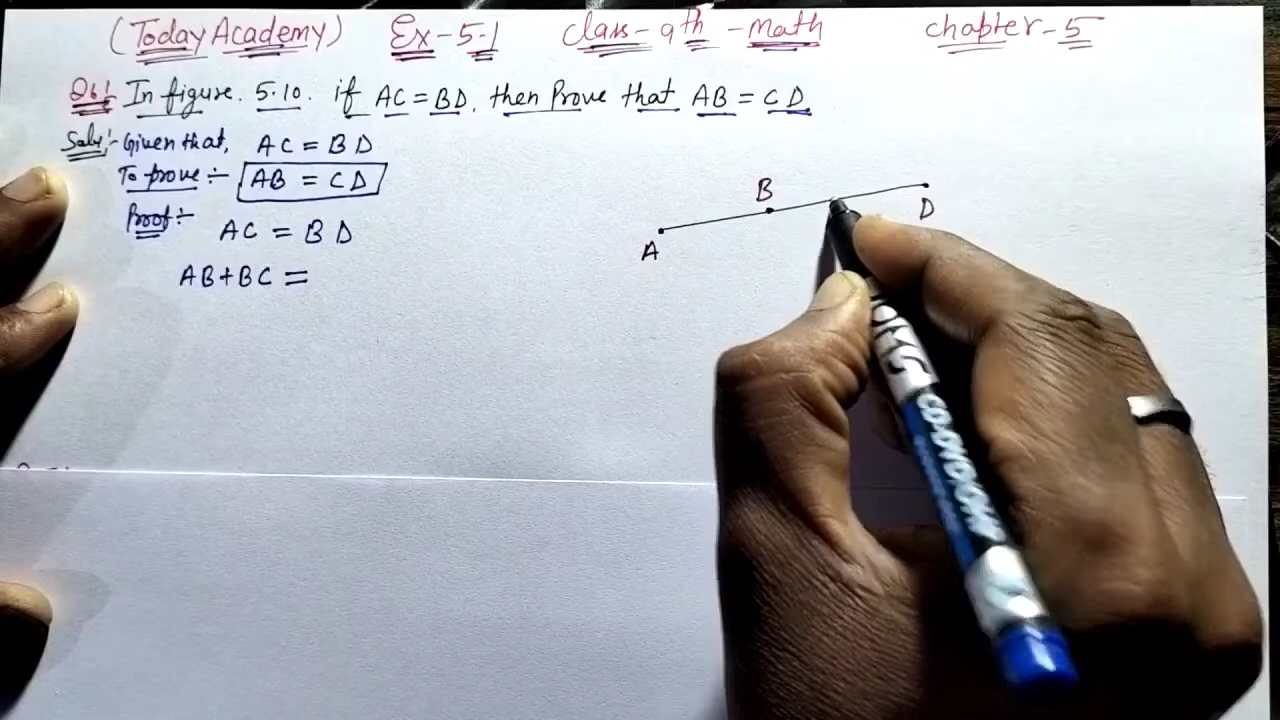 (Today Academy) Ex-5.1 class-9th-math chapter-5
Q6! In figure. 5.10. if AC=BD, then Prove that AB=CD
Solu:- Given that, AC=BD
To prove:- AB=CD
Proof:- AC=BD
AB+BC=
B
D
A